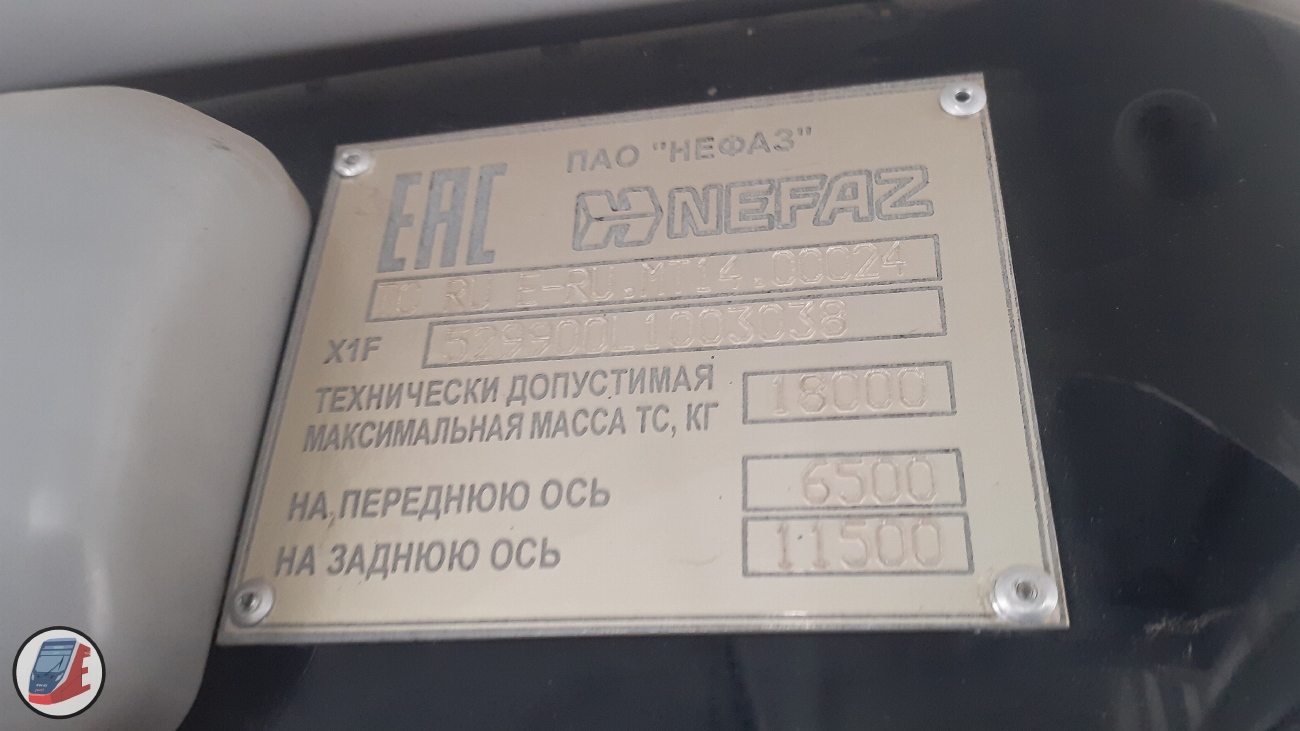 ПАО "НЕФАЗ"
ЕАС
NEFAZ
ТС RU Е-RU.МТ14.00024
X1F 529900L1003038
ТЕХНИЧЕСКИ ДОПУСТИМАЯ
МАКСИМАЛЬНАЯ МАССА ТС, КГ 18000
НА ПЕРЕДНЮЮ ОСЬ 6500
НА ЗАДНЮЮ ОСЬ 11500